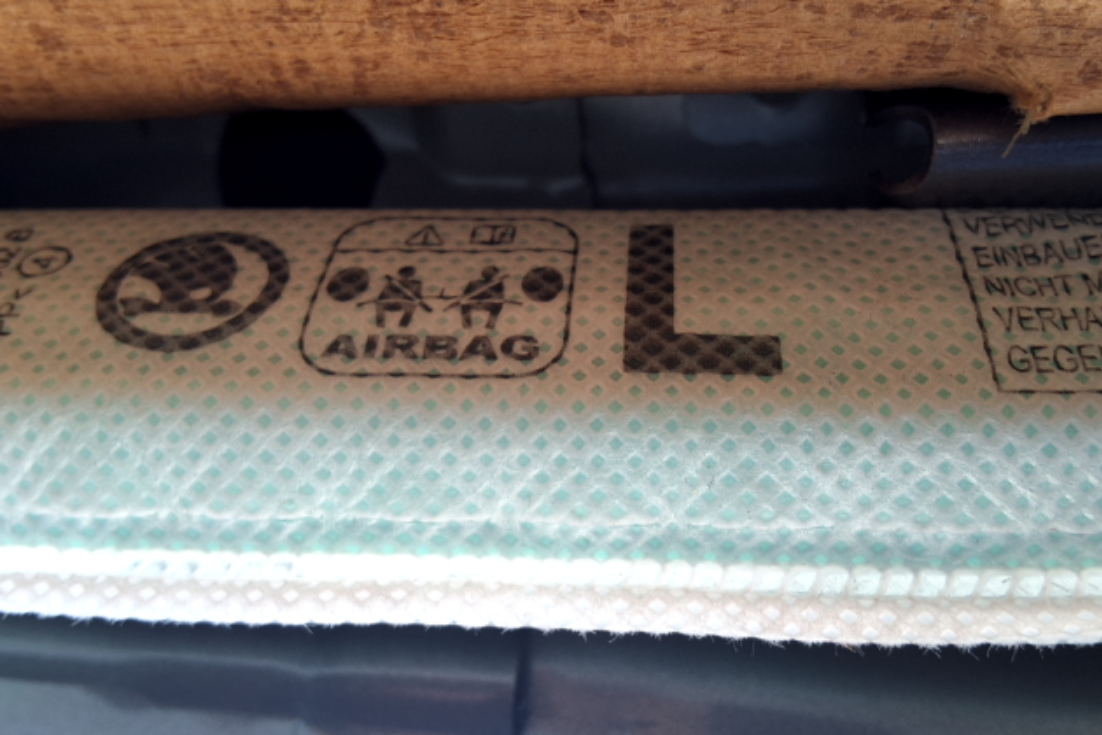 AIRBAG
L
EINBAUE
NICHT M
VERHA
GEGE